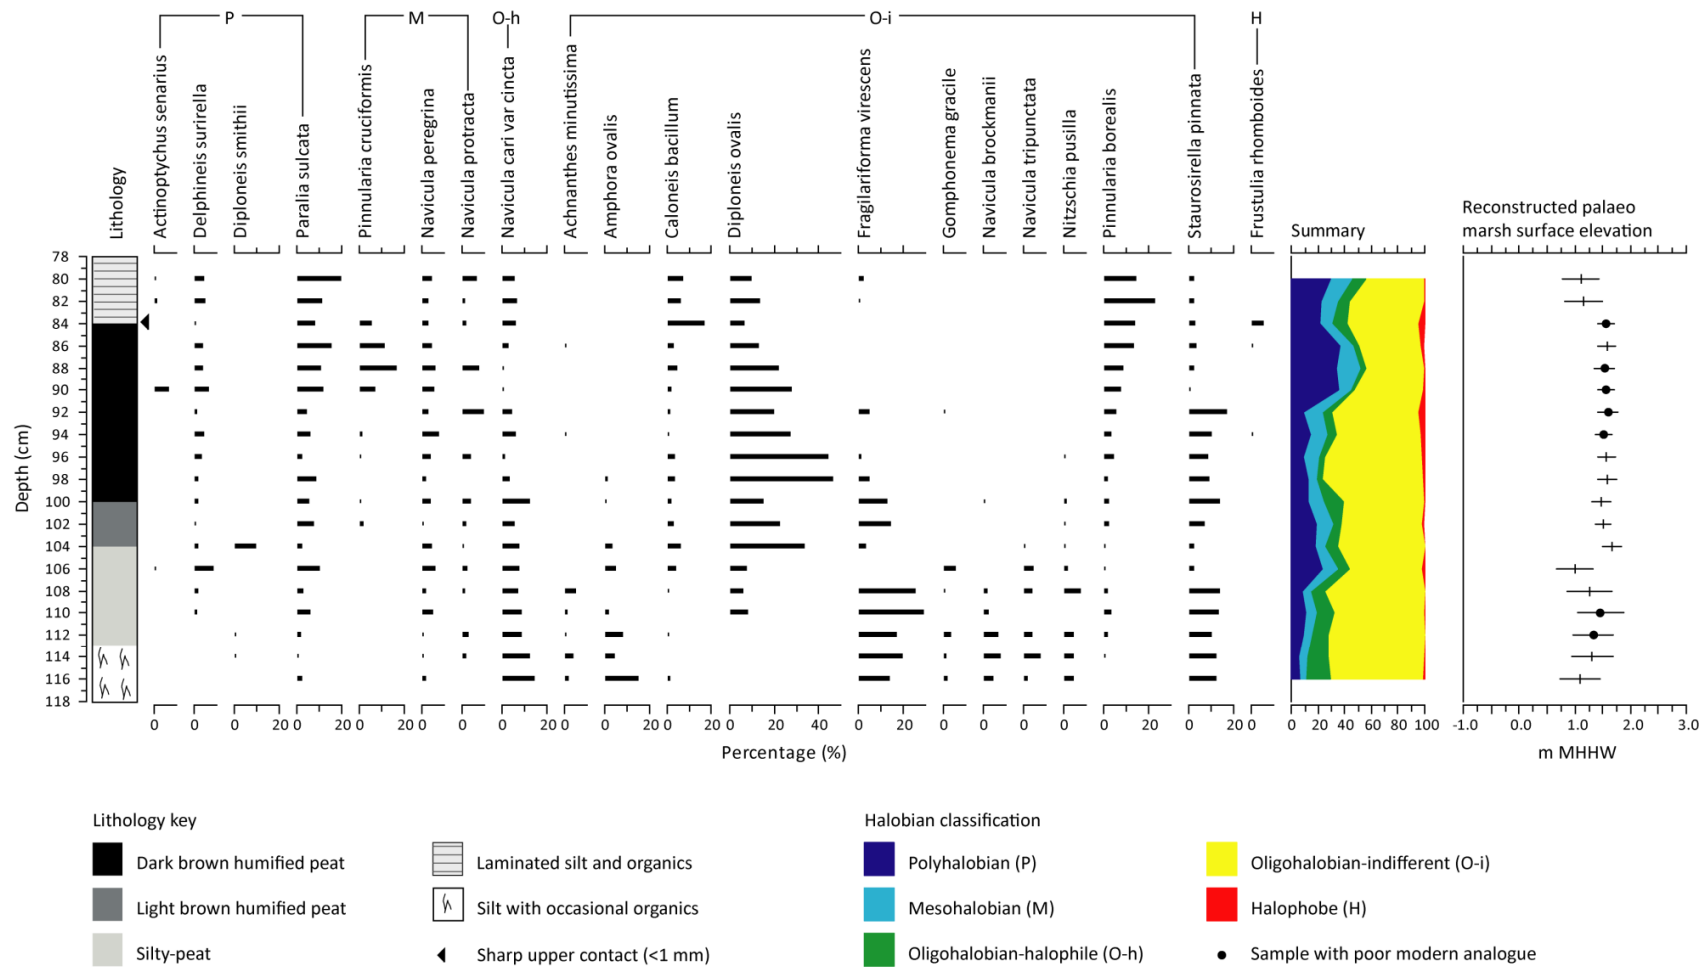 P M O-h O-i H
Lithology
Actinoptychus senarius
Delphineis surirella
Diploneis smithii
Paralia sulcata
Pinnularia cruciformis
Navicula peregrina
Navicula protracta
Navicula cari var cincta
Achnanthes minutissima
Amphora ovalis
Caloneis bacillum
Diploneis ovalis
Fragilariforma virescens
Gomphonema gracile
Navicula brockmanii
Navicula tripunctata
Nitzschia pusilla
Pinnularia borealis
Staurosirella pinnata
Frustulia rhomboides
Summary
Reconstructed palaeo
marsh surface elevation
Depth (cm)
78
80
82
84
86
88
90
92
94
96
98
100
102
104
106
108
110
112
114
116
118
0 0 0 20 0 20 0 20 0 0 0 20 0 0 20 0 20 0 20 40 0 20 0 0 0 0 0 20 0 20 0 0 20 40 60 80 100 -1.0 0.0 1.0 2.0 3.0
Percentage (%)
m MHHW
Lithology key
Dark brown humified peat
Light brown humified peat
Silty-peat
Laminated silt and organics
Silt with occasional organics
Sharp upper contact (<1 mm)
Halobian classification
Polyhalobian (P)
Mesohalobian (M)
Oligohalobian-halophile (O-h)
Oligohalobian-indifferent (O-i)
Halophobe (H)
Sample with poor modern analogue